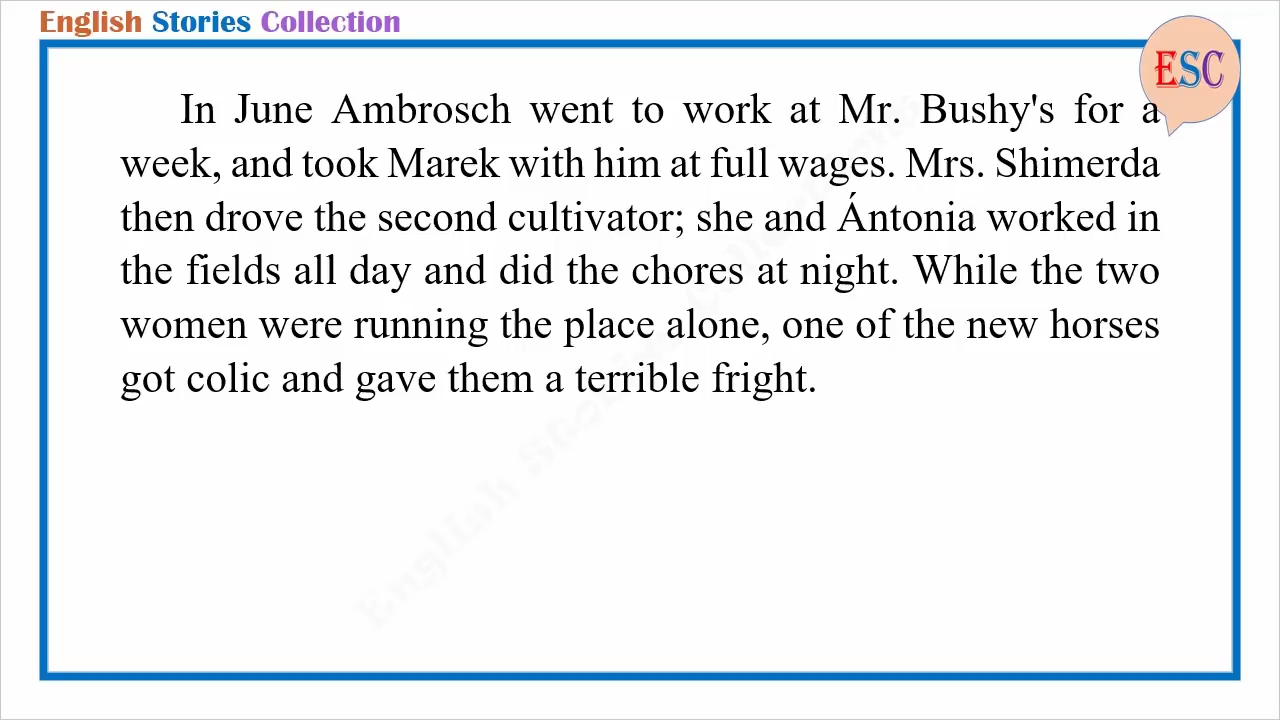 English Stories Collection
ESC
In June Ambrosch went to work at Mr. Bushy's for a
week, and took Marek with him at full wages. Mrs. Shimerda
then drove the second cultivator; she and Ántonia worked in
the fields all day and did the chores at night. While the two
women were running the place alone, one of the new horses
got colic and gave them a terrible fright.
English Stories Collections